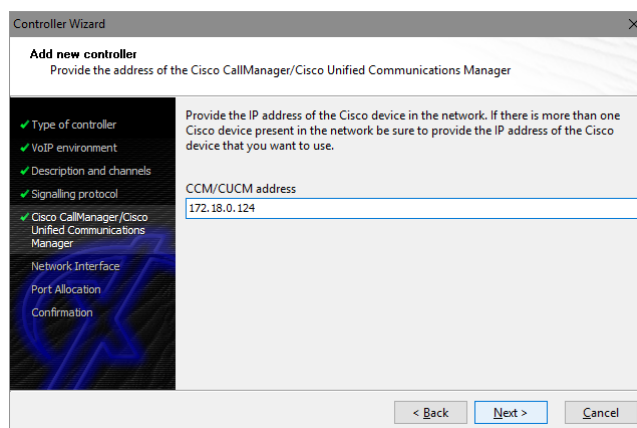 Controller Wizard
Add new controller
Provide the address of the Cisco CallManager/Cisco Unified Communications Manager
Type of controller
VoIP environment
Description and channels
Signalling protocol
Cisco CallManager/Cisco
Unified Communications
Manager
Network Interface
Port Allocation
Confirmation
Provide the IP address of the Cisco device in the network. If there is more than one
Cisco device present in the network be sure to provide the IP address of the Cisco
device that you want to use.
CCM/CUCM address
172.18.0.124
< Back
Next >
Cancel